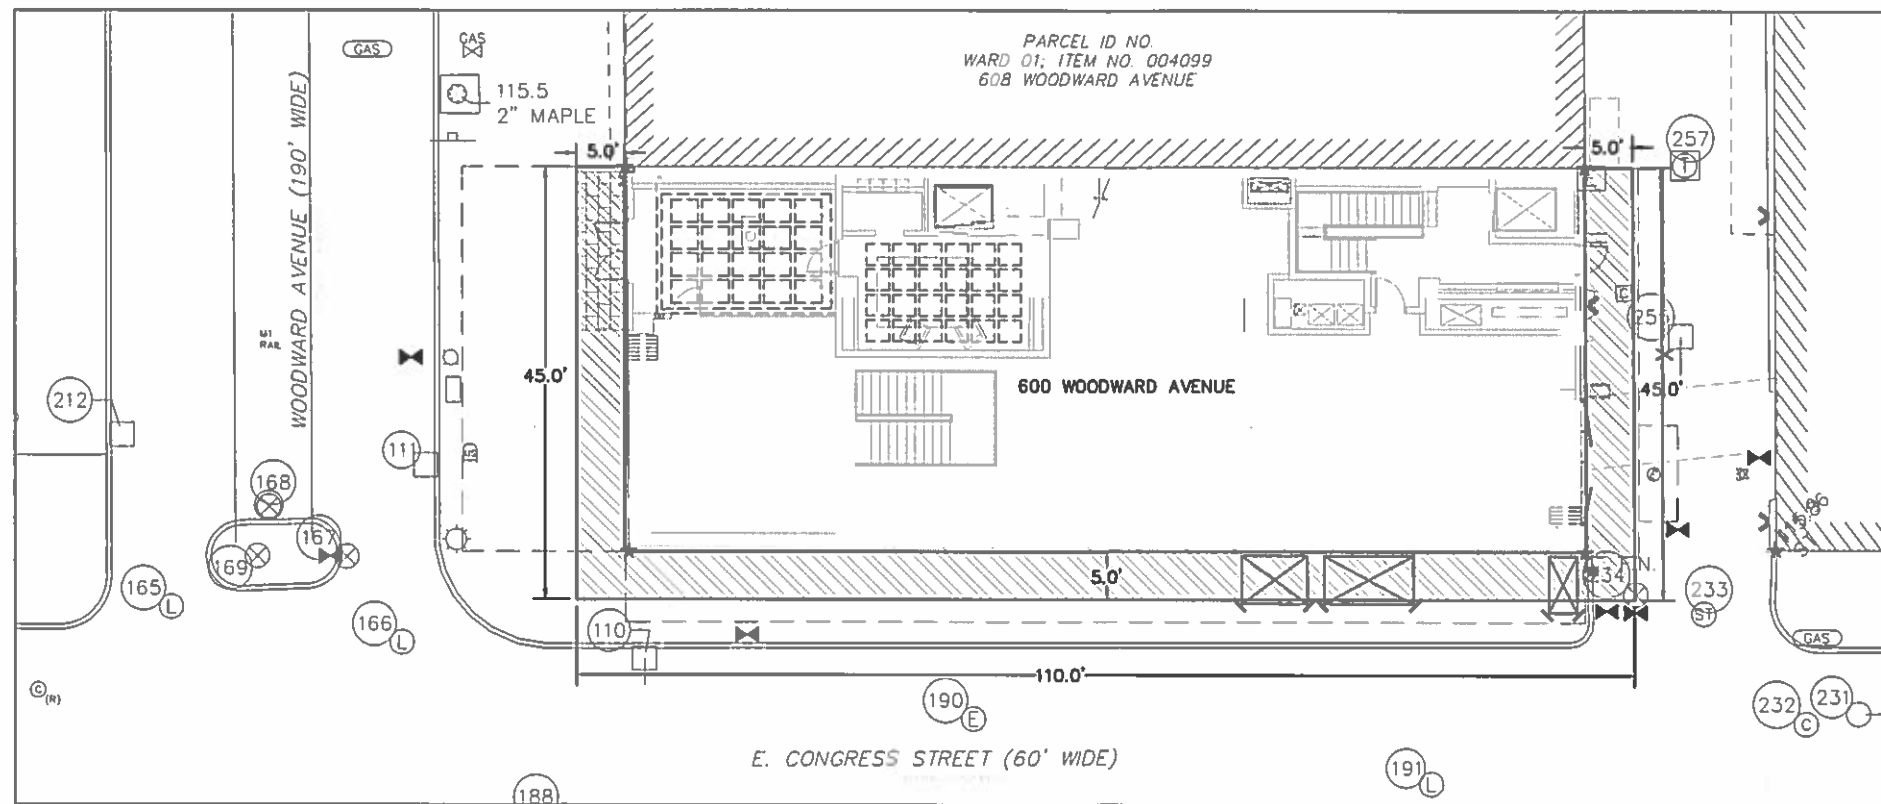 PARCEL ID NO.
WARD 01; ITEM NO. 004099
608 WOODWARD AVENUE
GAS
GAS
115.5
2" MAPLE
WOODWARD AVENUE (190' WIDE)
5.0'
5.0'
257
T
MT
RAIL
45.0'
600 WOODWARD AVENUE
45.0'
212
111
168
167
169
165
L
166
L
5.0'
234
N.
233
ST
110
GAS
110.0'
C
(R)
190
E
232
C
231
E. CONGRESS STREET (60' WIDE)
191
L
188